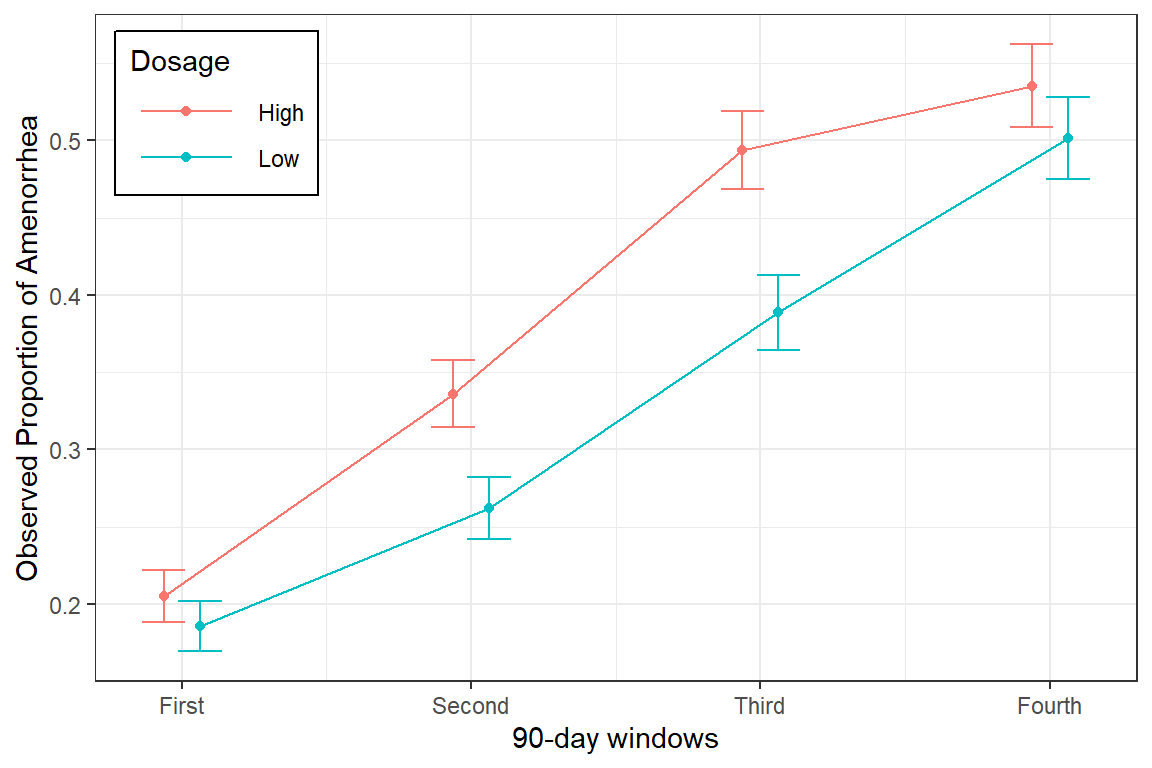 Dosage
High
Low
Observed Proportion of Amenorrhea
0.5
0.4
0.3
0.2
First Second Third Fourth
90-day windows